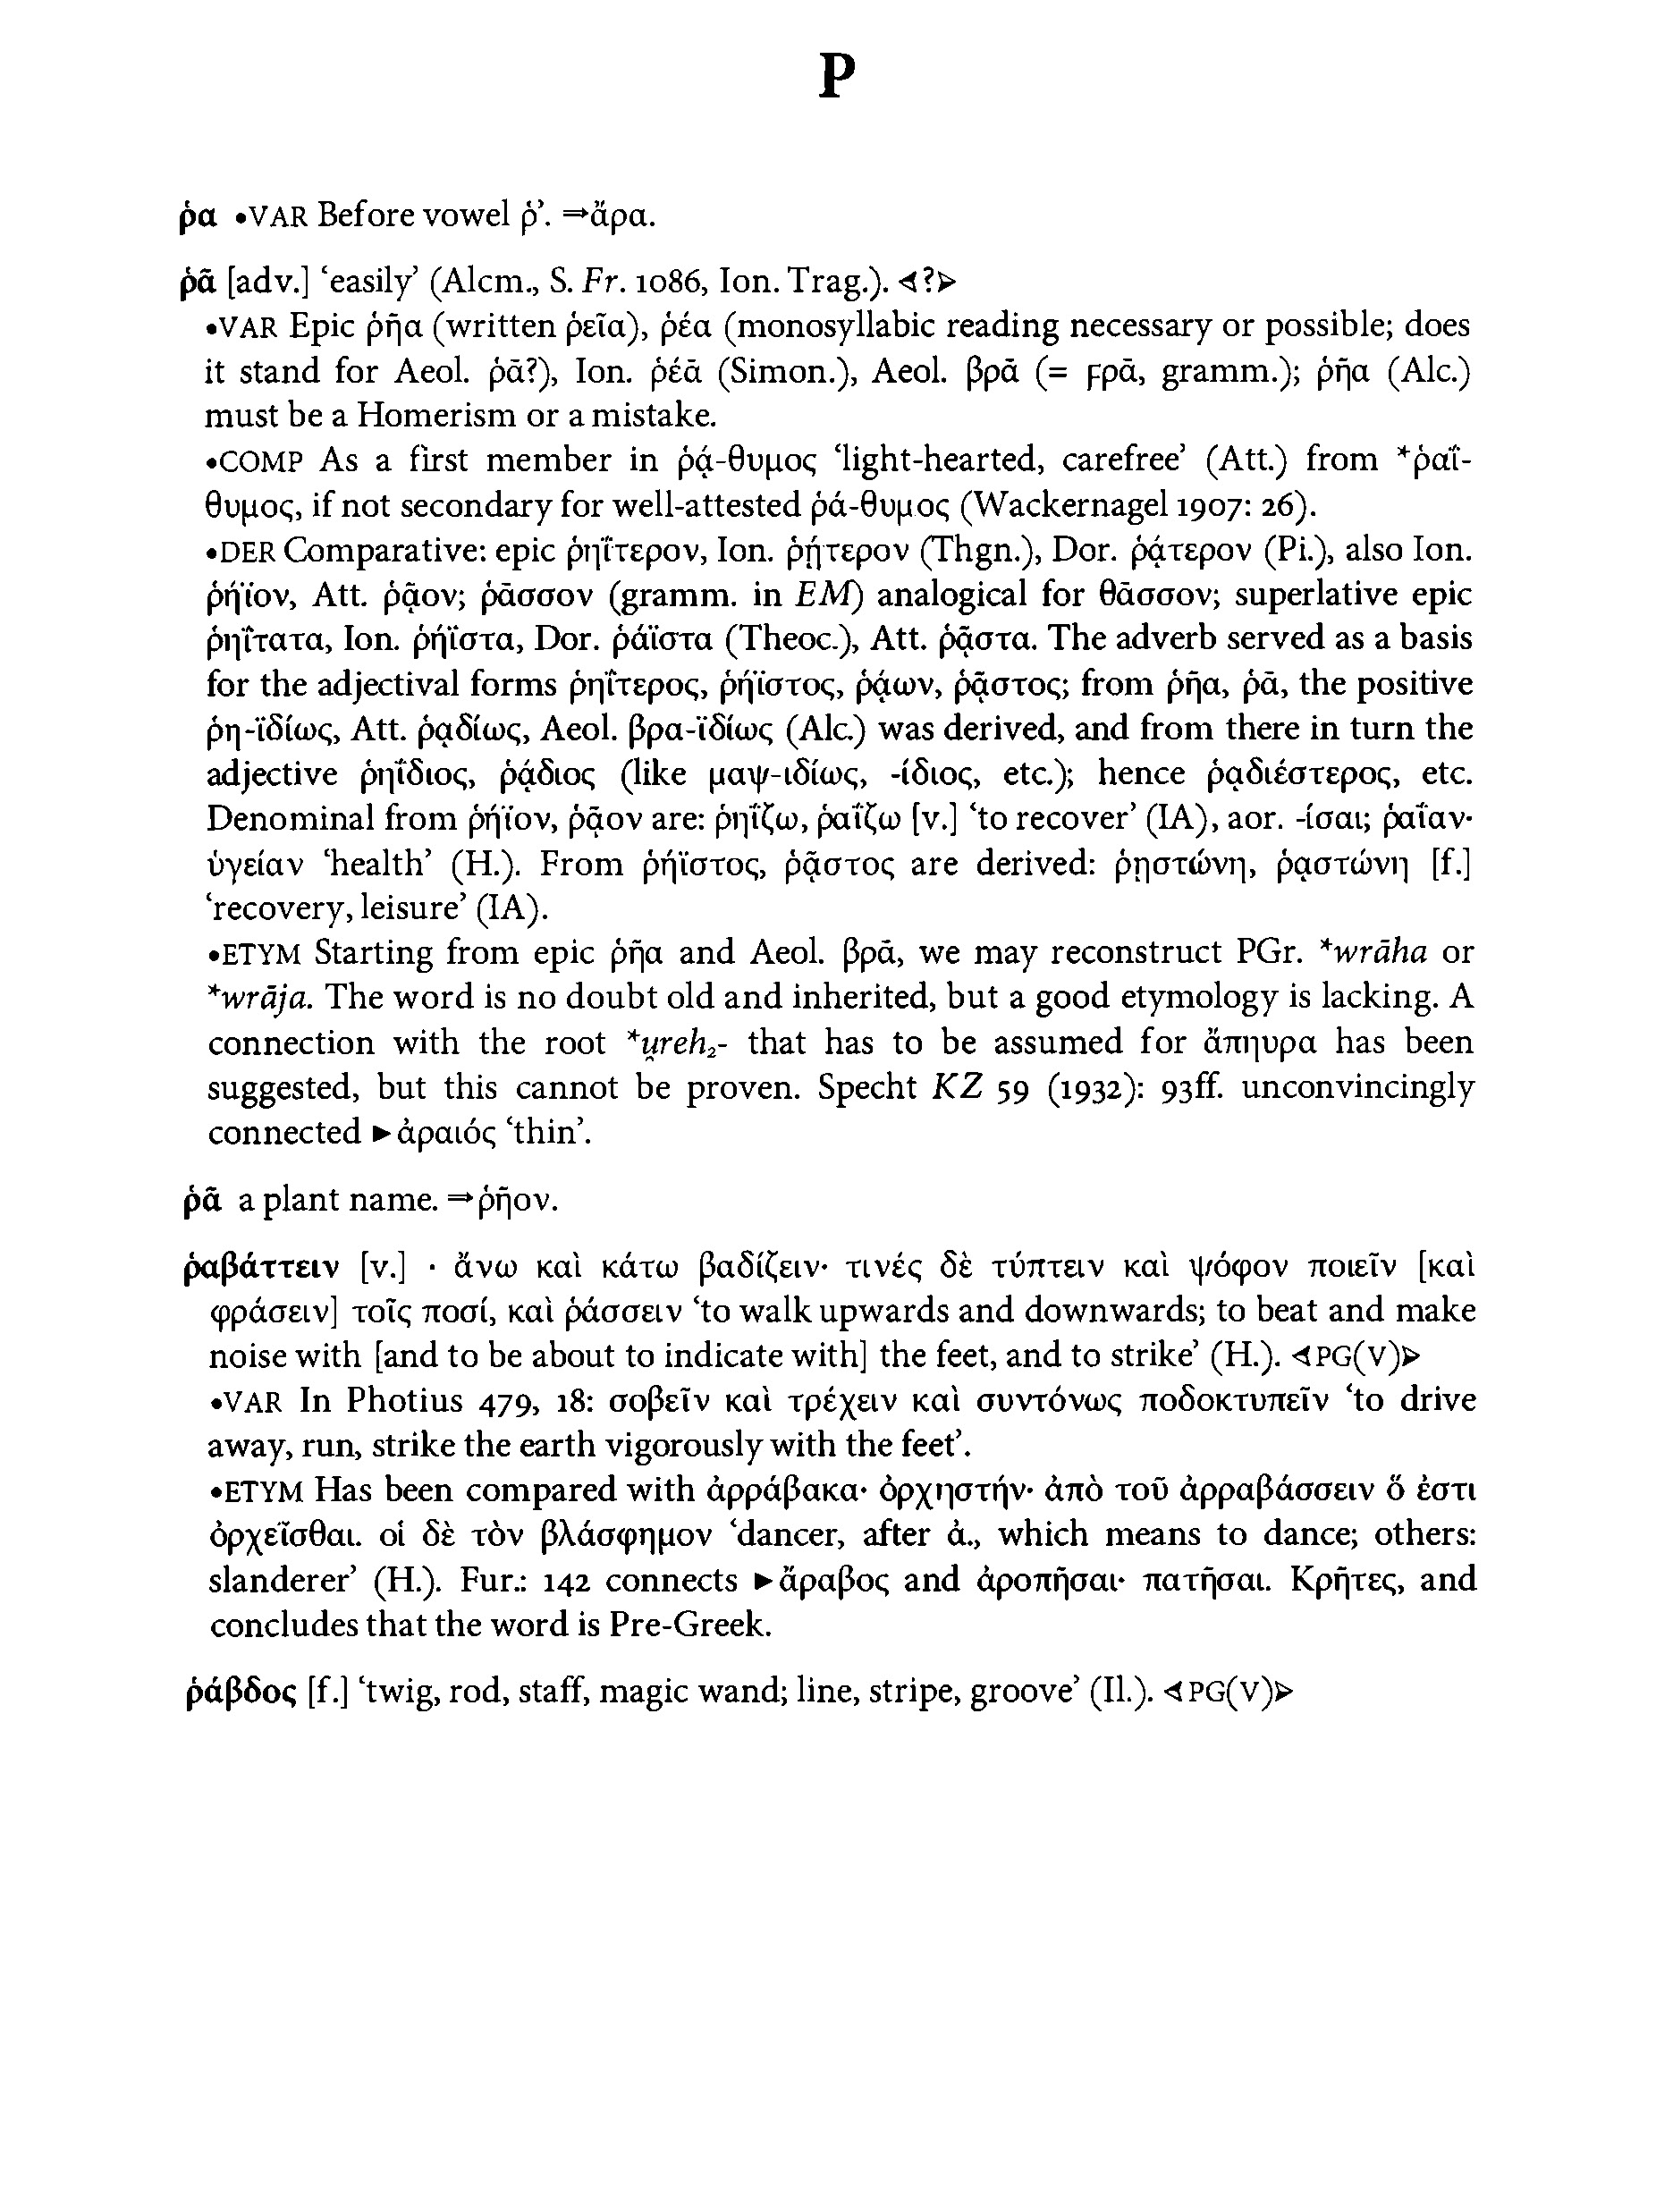 Ρ
ῥα •VAR Before vowel ῥ’. ⇒ἄρα.
ῥᾶ [adv.] ‘easily’ (Alcm., S. Fr. 1086, Ion. Trag.). ⊲?⊳
•VAR Epic ῥῆα (written ῥεῖα), ῥέα (monosyllabic reading necessary or possible; does
it stand for Aeol. ῥᾱ?), Ion. ῥέᾱ (Simon.), Aeol. βρᾱ (= ϝρᾱ, gramm.); ῥῆα (Alc.)
must be a Homerism or a mistake.
•COMP As a first member in ῥᾴ-θυμος ‘light-hearted, carefree’ (Att.) from *ῥαΐ-
θυμος, if not secondary for well-attested ῥά-θυμος (Wackernagel 1907: 26).
•DER Comparative: epic ῥηΐτερον, Ion. ῥῄτερον (Thgn.), Dor. ῥᾴτερον (Pi.), also Ion.
ῥήϊον, Att. ῥᾷον; ῥᾶσσον (gramm. in EM) analogical for θᾶσσον; superlative epic
ῥηΐτατα, Ion. ῥήϊστα, Dor. ῥάϊστα (Theoc.), Att. ῥᾷστα. The adverb served as a basis
for the adjectival forms ῥηΐτερος, ῥήϊστος, ῥᾴων, ῥᾷστος; from ῥῆα, ῥᾱ, the positive
ῥη-ϊδίως, Att. ῥᾳδίως, Aeol. βρα-ϊδίως (Alc.) was derived, and from there in turn the
adjective ῥηΐδιος, ῥᾴδιος (like μαψ-ιδίως, -ίδιος, etc.); hence ῥᾳδιέστερος, etc.
Denominal from ῥήϊον, ῥᾷον are: ῥηΐζω, ῥαΐζω [v.] ‘to recover’ (IA), aor. -ίσαι; ῥαΐαν·
ὑγείαν ‘health’ (H.). From ῥήϊστος, ῥᾷστος are derived: ῥῃστώνη, ῥᾳστώνη [f.]
‘recovery, leisure’ (IA).
•ETYM Starting from epic ῥῆα and Aeol. βρᾱ, we may reconstruct PGr. *wrāha or
*wrāja. The word is no doubt old and inherited, but a good etymology is lacking. A
connection with the root *u̯reh₂- that has to be assumed for ἄπηυρα has been
suggested, but this cannot be proven. Specht KZ 59 (1932): 93ff. unconvincingly
connected ►ἀραιός ‘thin’.
ῥᾶ a plant name. ⇒ῥῆον.
ῥαβάττειν [v.] · ἄνω καὶ κάτω βαδίζειν· τινές δὲ τύπτειν καὶ ψόφον ποιεῖν [καὶ
φράσειν] τοῖς ποσί, καὶ ῥάσσειν ‘to walk upwards and downwards; to beat and make
noise with [and to be about to indicate with] the feet, and to strike’ (H.). ⊲PG(V)⊳
•VAR In Photius 479, 18: σοβεῖν καὶ τρέχειν καὶ συντόνως ποδοκτυπεῖν ‘to drive
away, run, strike the earth vigorously with the feet’.
•ETYM Has been compared with ἀρράβακα· ὀρχηστήν· ἀπὸ τοῦ ἀρραβάσσειν ὅ ἐστι
ὀρχεῖσθαι. οἱ δὲ τὸν βλάσφημον ‘dancer, after ἀ., which means to dance; others:
slanderer’ (H.). Fur.: 142 connects ►ἄραβος and ἀροπῆσαι· πατῆσαι. Κρῆτες, and
concludes that the word is Pre-Greek.
ῥάβδος [f.] ‘twig, rod, staff, magic wand; line, stripe, groove’ (Il.). ⊲PG(V)⊳